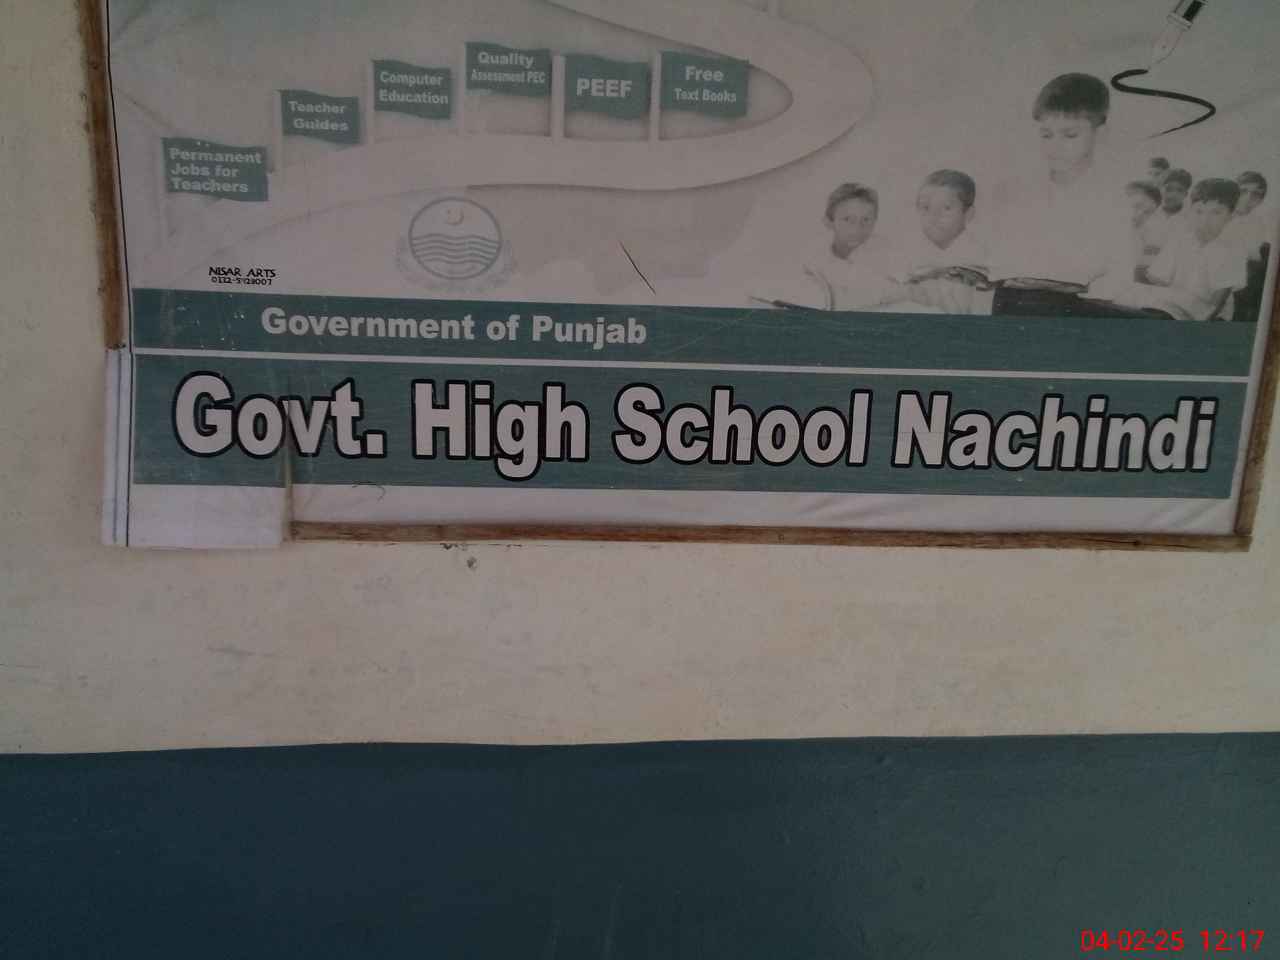 Quality
Assessment PEC
PEEF
Free
Text Books
Computer
Education
Teacher
Guides
Permanent
Jobs for
Teachers
NISAR ARTS
Government of Punjab
Govt. High School Nachindi
04-02-25 12:17